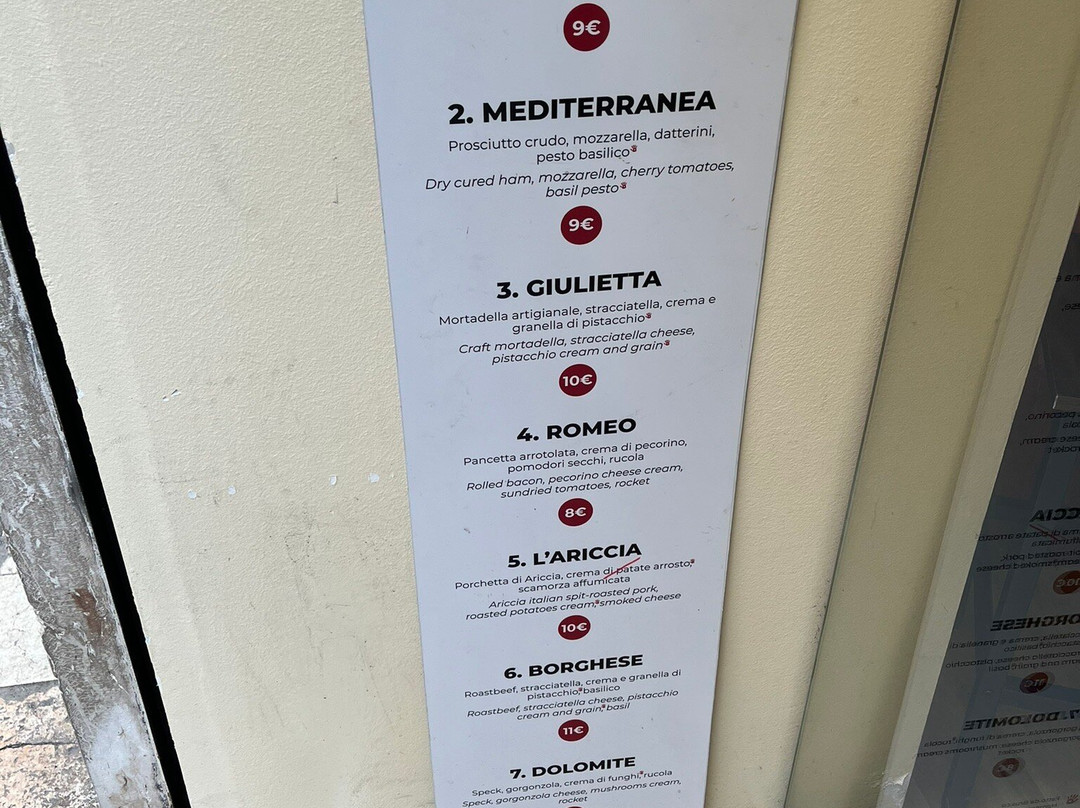 9€
2. MEDITERRANEA
Prosciutto crudo, mozzarella, datterini,
pesto basilico*
Dry cured ham, mozzarella, cherry tomatoes,
basil pesto*
9€
3. GIULIETTA
Mortadella artigianale, stracciatella, crema e
granella di pistacchio*
Craft mortadella, stracciatella cheese,
pistacchio cream and grain*
10€
4. ROMEO
Pancetta arrotolata, crema di pecorino,
pomodori secchi, rucola
Rolled bacon, pecorino cheese cream,
sundried tomatoes, rocket
8€
5. L'ARICCIA
Porchetta di Ariccia, crema di patate arrosto,*
scamorza affumicata
Ariccia italian spit-roasted pork,
roasted potatoes cream,* smoked cheese
10€
6. BORGHESE
Roastbeef, stracciatella, crema e granella di
pistacchio,* basilico
Roastbeef, stracciatella cheese, pistacchio
cream and grain,* basil
11€
7. DOLOMITE
Speck, gorgonzola, crema di funghi,* rucola
Speck, gorgonzola cheese, mushrooms cream,
rocket